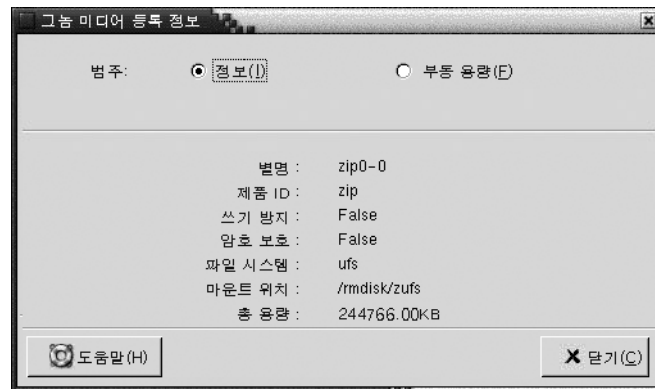 그놈 미디어 등록 정보
범주: 정보(I) 부동 용량(F)
별명 : zip0-0
제품 ID : zip
쓰기 방지 : False
암호 보호 : False
파일 시스템 : ufs
마운트 위치 : /rmdisk/zufs
총 용량 : 244766.00KB
도움말(H) 닫기(C)